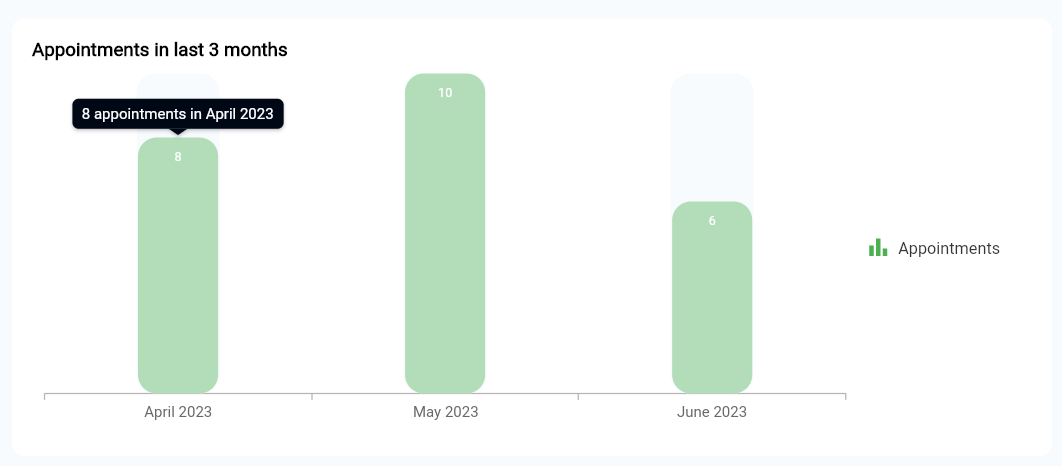 Appointments in last 3 months
8 appointments in April 2023
8
10
6
Appointments
April 2023
May 2023
June 2023